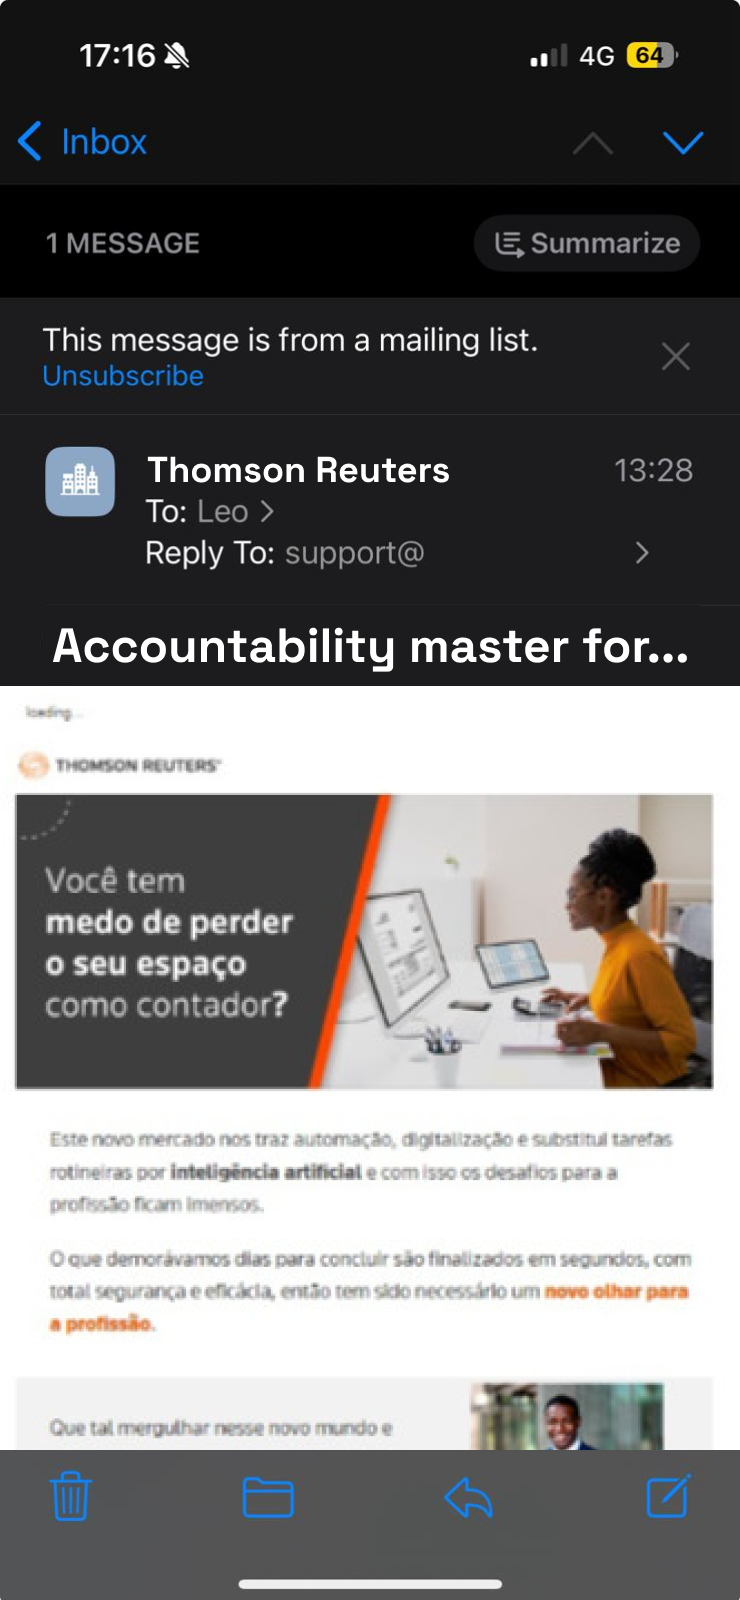 17:16
4G 64
Inbox
1 MESSAGE
Summarize
This message is from a mailing list.
Unsubscribe
Thomson Reuters
13:28
To: Leo
Reply To: support@
Accountability master for...
loading...
THOMSON REUTERS
Você tem
medo de perder
o seu espaço
como contador?
Este novo mercado nos traz automação, digitalização e substitui tarefas
rotineiras por inteligência artificial e com isso os desafios para a
profissão ficam imensos.
O que demorávamos dias para concluir são finalizados em segundos, com
total segurança e eficácia, então tem sido necessário um novo olhar para
a profissão.
Que tal mergulhar nesse novo mundo e